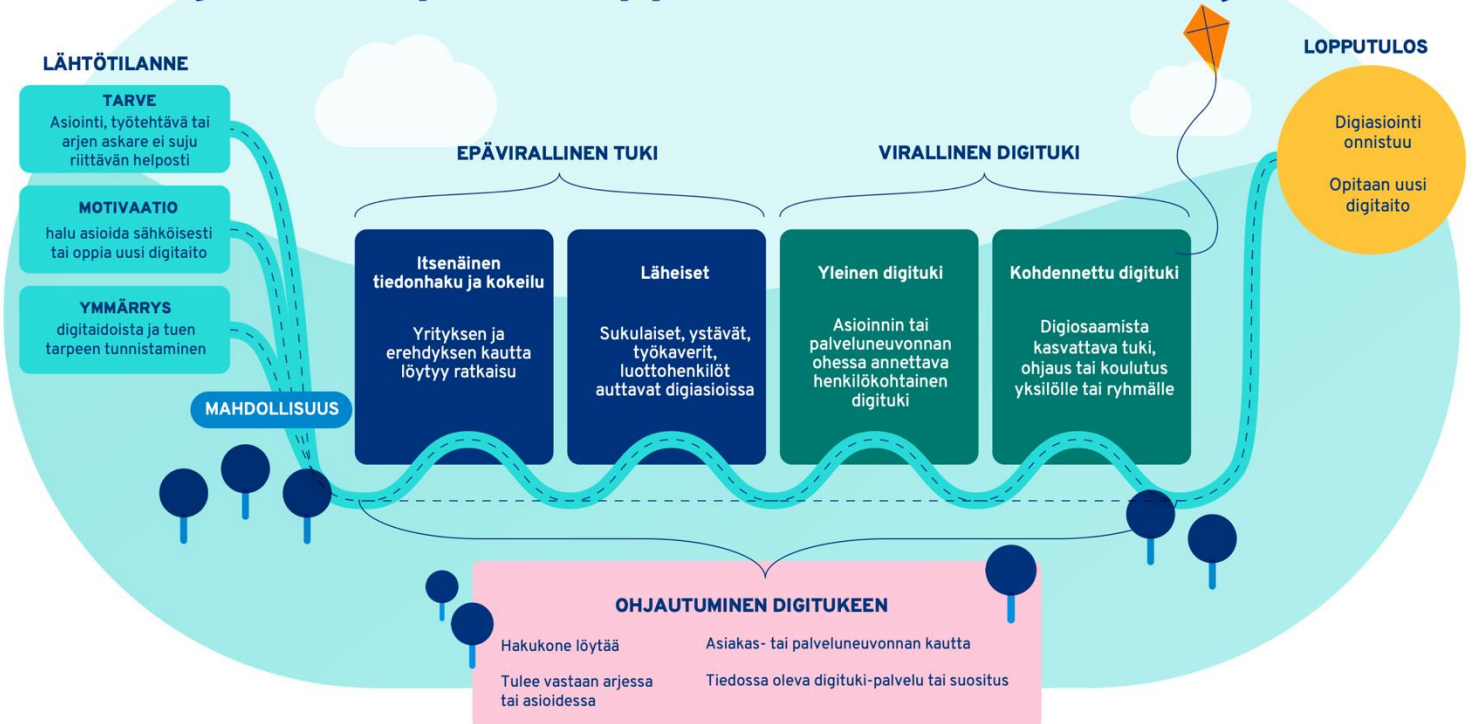 LÄHTÖTILANNE
TARVE
Asiointi, työtehtävä tai
arjen askare ei suju
riittävän helposti
MOTIVAATIO
halu asioida sähköisesti
tai oppia uusi digitaito
YMMÄRRYS
digitaidoista ja tuen
tarpeen tunnistaminen
MAHDOLLISUUS
EPÄVIRALLINEN TUKI
Itsenäinen
tiedonhaku ja kokeilu
Yrityksen ja
erehdyksen kautta
löytyy ratkaisu
Läheiset
Sukulaiset, ystävät,
työkaverit,
luottohenkilöt
auttavat digiasioissa
VIRALLINEN DIGITUKI
Yleinen digituki
Asioinnin tai
palveluneuvonnan
ohessa annettava
henkilökohtainen
digituki
Kohdennettu digituki
Digiosaamista
kasvattava tuki,
ohjaus tai koulutus
yksilölle tai ryhmälle
LOPPUTULOS
Digiasiointi
onnistuu
Opitaan uusi
digitaito
OHJAUTUMINEN DIGITUKEEN
Hakukone löytää
Tulee vastaan arjessa
tai asioidessa
Asiakas- tai palveluneuvonnan kautta
Tiedossa oleva digituki-palvelu tai suositus